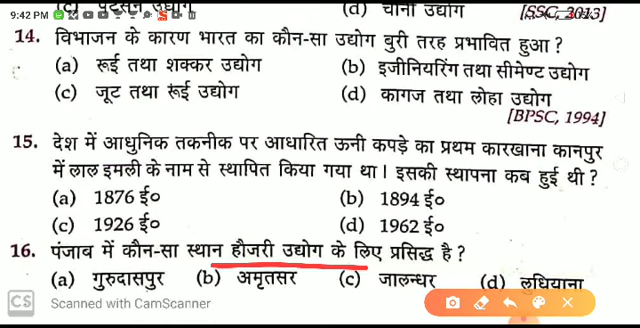 9:42 PM
(c) पटसन उद्योग (d) चीनी उद्योग [SSC, 2013]
14. विभाजन के कारण भारत का कौन-सा उद्योग बुरी तरह प्रभावित हुआ ?
(a) रूई तथा शक्कर उद्योग (b) इजीनियरिंग तथा सीमेण्ट उद्योग
(c) जूट तथा रूई उद्योग (d) कागज तथा लोहा उद्योग
[BPSC, 1994]
15. देश में आधुनिक तकनीक पर आधारित ऊनी कपड़े का प्रथम कारखाना कानपुर
में लाल इमली के नाम से स्थापित किया गया था। इसकी स्थापना कब हुई थी ?
(a) 1876 ई० (b) 1894 ई०
(c) 1926 ई० (d) 1962 ई०
16. पंजाब में कौन-सा स्थान हौजरी उद्योग के लिए प्रसिद्ध है ?
(a) गुरुदासपुर (b) अमृतसर (c) जालन्धर (d) लुधियाना
CS Scanned with CamScanner